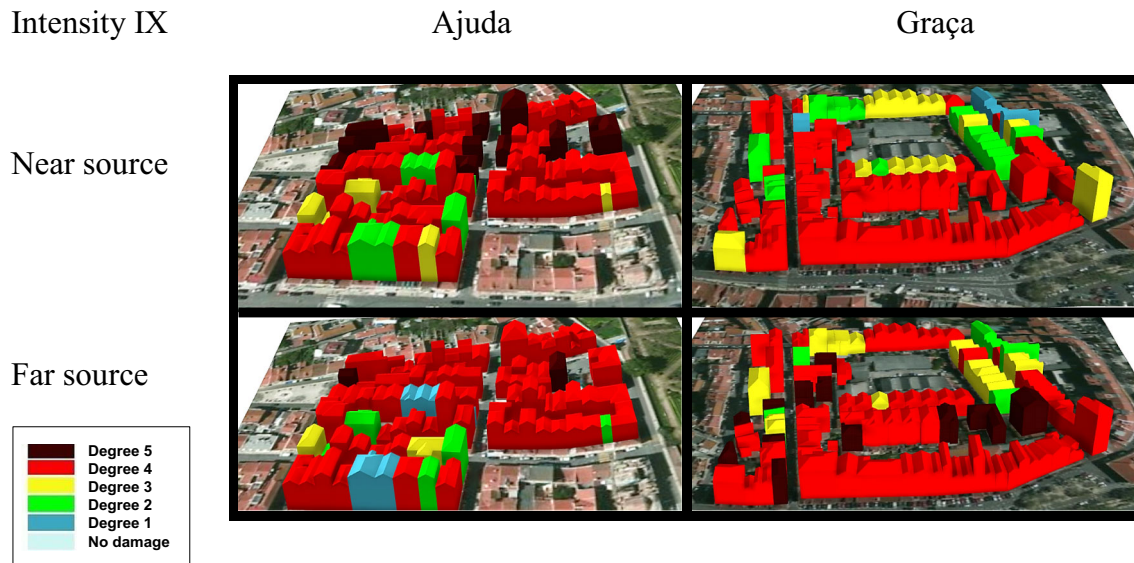 Intensity IX
Ajuda
Graça
Near source
Far source
Degree 5
Degree 4
Degree 3
Degree 2
Degree 1
No damage